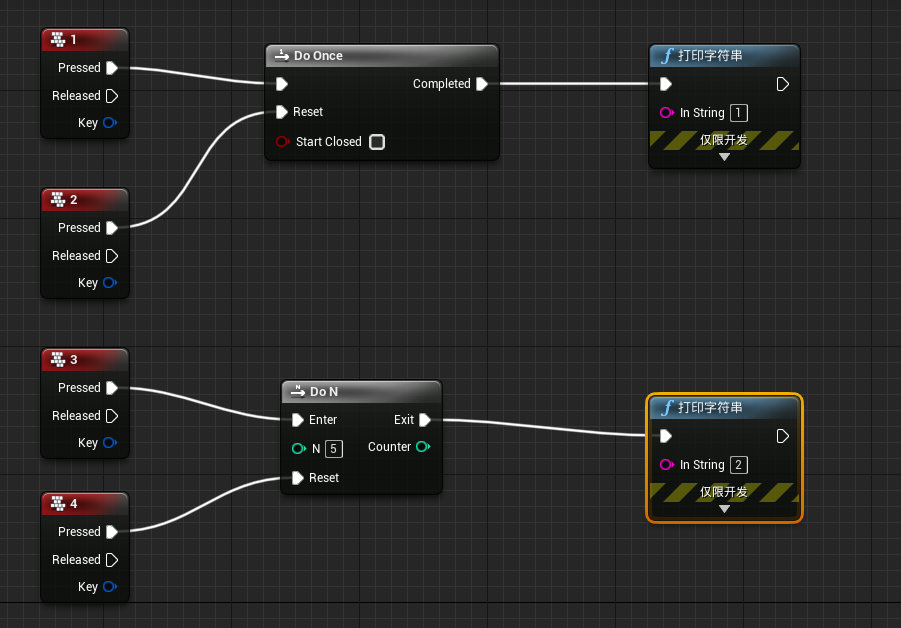 1
Pressed
Released
Key
Do Once
Completed
Reset
Start Closed
打印字符串
In String 1
仅限开发
2
Pressed
Released
Key
3
Pressed
Released
Key
Do N
Enter
Exit
N 5
Counter
Reset
打印字符串
In String 2
仅限开发
4
Pressed
Released
Key